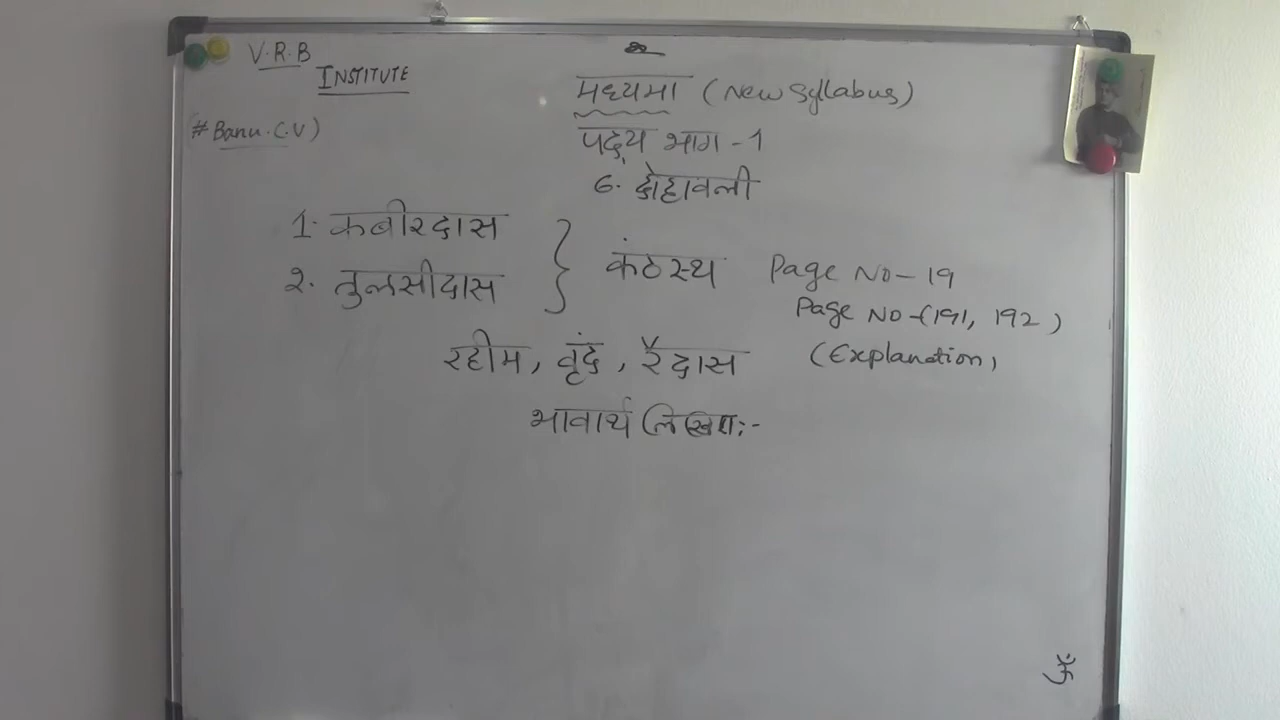 V.R.B
INSTITUTE
(#Banu.C.V)
मध्यमा (New Syllabus)
पद्य भाग - 1
6. दोहावली
1. कबीरदास
२. तुलसीदास
कंठस्थ Page No - 19
Page No - (191, 192)
(Explanation)
रहीम, वृंद, रैदास
भावार्थ लिखिए:-
ॐ